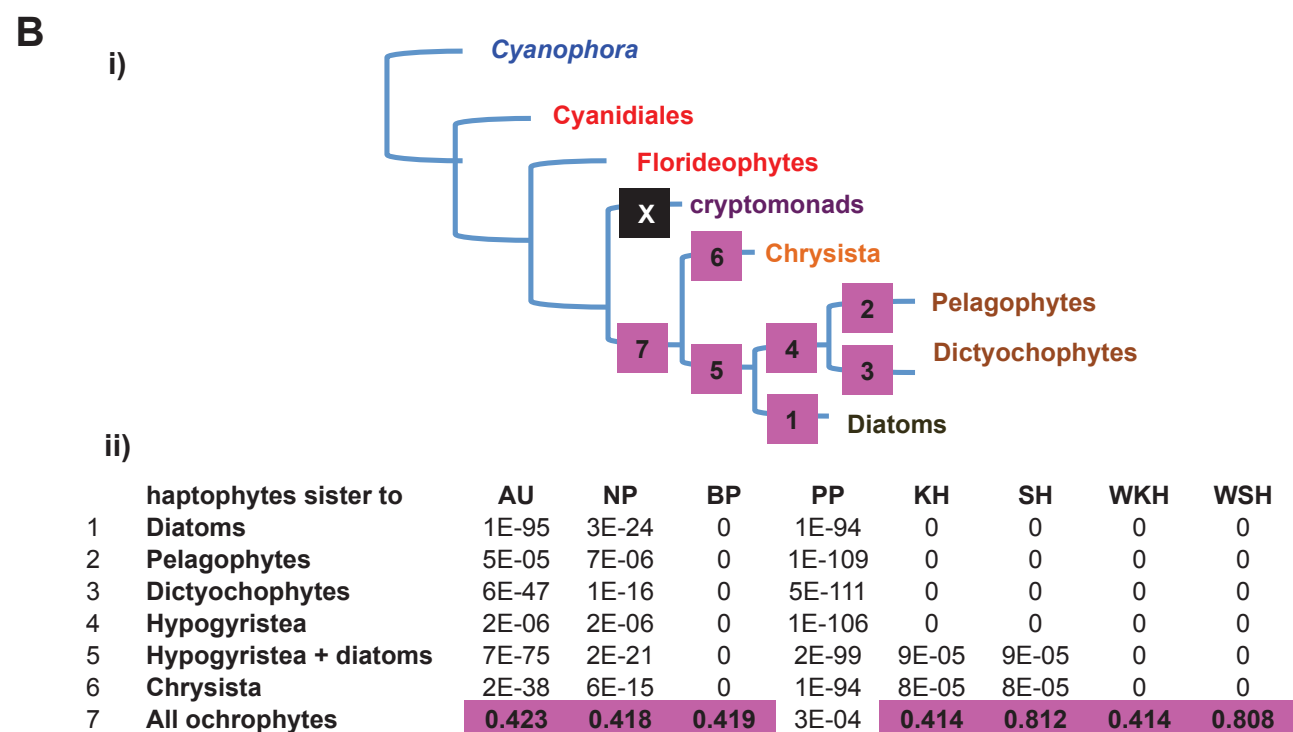 B
i)
Cyanophora
Cyanidiales
Florideophytes
X cryptomonads
6 Chrysista
2 Pelagophytes
7 5 4 3 Dictyochophytes
1 Diatoms
ii)
haptophytes sister to AU NP BP PP KH SH WKH WSH
1 Diatoms 1E-95 3E-24 0 1E-94 0 0 0 0
2 Pelagophytes 5E-05 7E-06 0 1E-109 0 0 0 0
3 Dictyochophytes 6E-47 1E-16 0 5E-111 0 0 0 0
4 Hypogyristea 2E-06 2E-06 0 1E-106 0 0 0 0
5 Hypogyristea + diatoms 7E-75 2E-21 0 2E-99 9E-05 9E-05 0 0
6 Chrysista 2E-38 6E-15 0 1E-94 8E-05 8E-05 0 0
7 All ochrophytes 0.423 0.418 0.419 3E-04 0.414 0.812 0.414 0.808